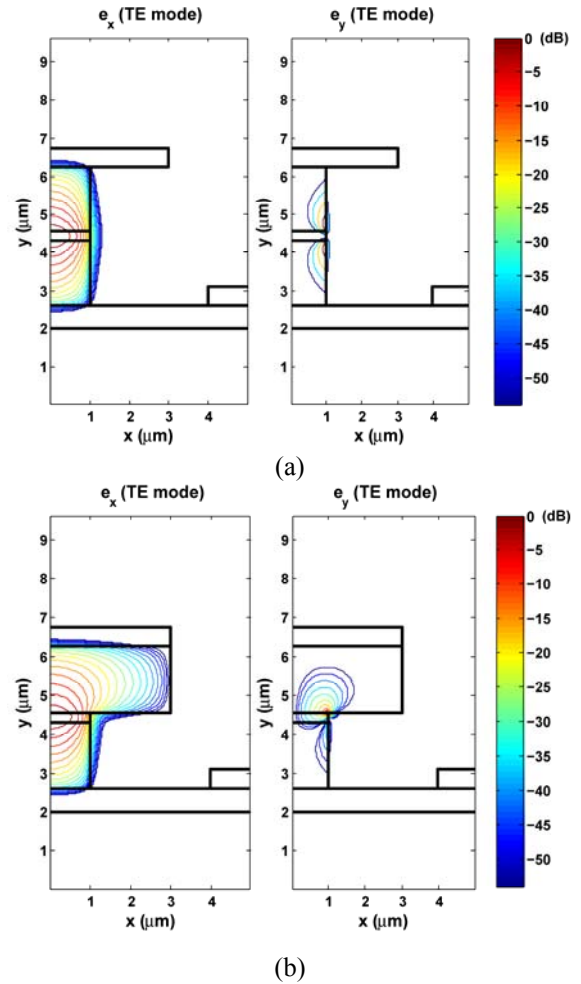 e_x (TE mode)
e_y (TE mode)
0 (dB)
9
8
7
6
5
4
3
2
1
y (μm)
1 2 3 4
x (μm)
9
8
7
6
5
4
3
2
1
y (μm)
1 2 3 4
x (μm)
−5
−10
−15
−20
−25
−30
−35
−40
−45
−50
(a)
e_x (TE mode)
e_y (TE mode)
0 (dB)
9
8
7
6
5
4
3
2
1
y (μm)
1 2 3 4
x (μm)
9
8
7
6
5
4
3
2
1
y (μm)
1 2 3 4
x (μm)
−5
−10
−15
−20
−25
−30
−35
−40
−45
−50
(b)